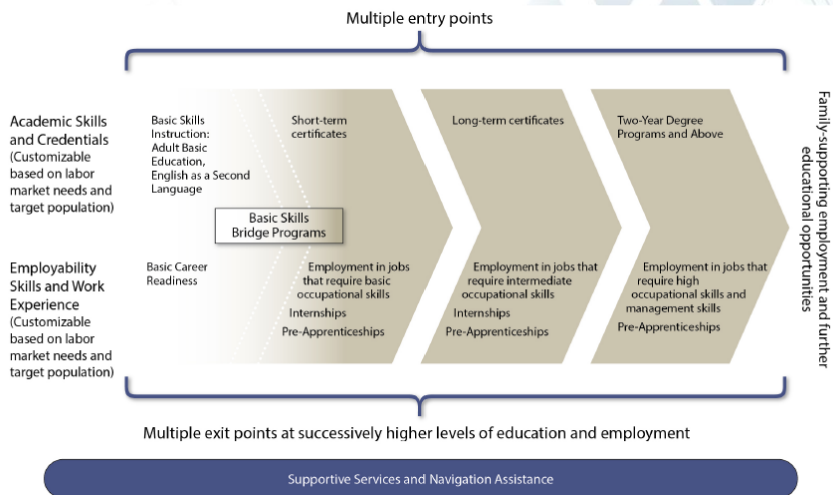 Multiple entry points
Academic Skills
and Credentials
(Customizable
based on labor
market needs and
target population)
Basic Skills
Instruction:
Adult Basic
Education,
English as a Second
Language
Short-term
certificates
Long-term certificates
Two-Year Degree
Programs and Above
Basic Skills
Bridge Programs
Employability
Skills and Work
Experience
(Customizable
based on labor
market needs and
target population)
Basic Career
Readiness
Employment in jobs
that require basic
occupational skills
Internships
Pre-Apprenticeships
Employment in jobs that
require intermediate
occupational skills
Internships
Pre-Apprenticeships
Employment in jobs that
require high
occupational skills and
management skills
Pre-Apprenticeships
Family-supporting employment and further
educational opportunities
Multiple exit points at successively higher levels of education and employment
Supportive Services and Navigation Assistance